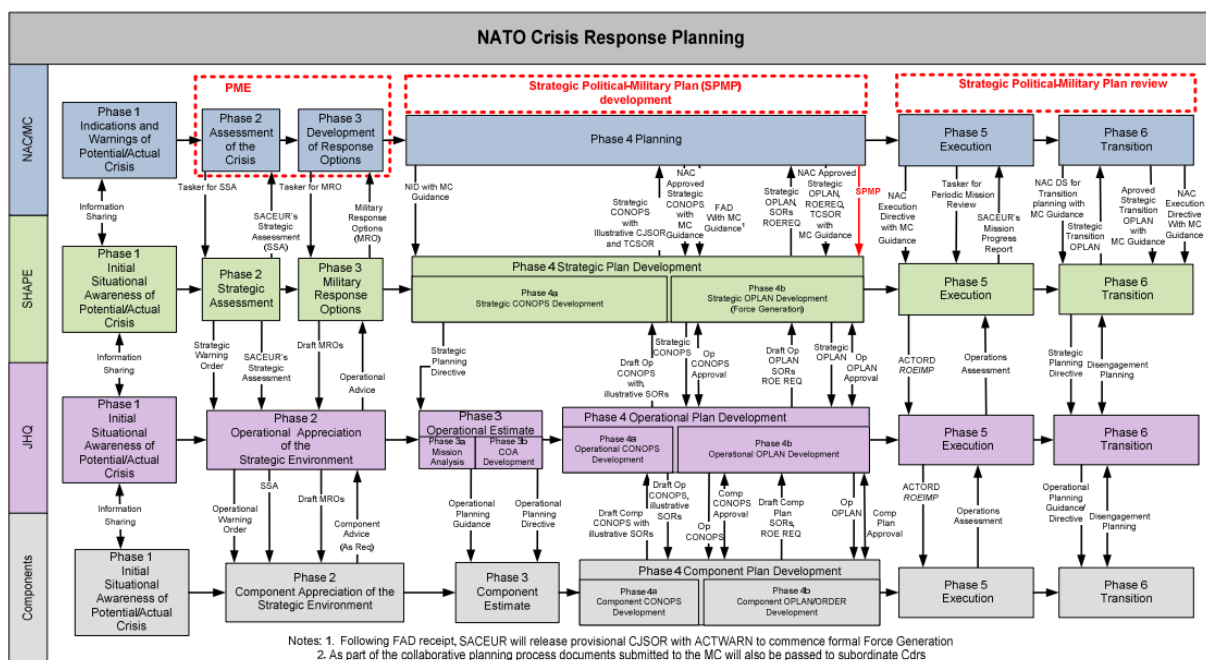 NATO Crisis Response Planning
NAC/MC
Phase 1
Indications and
Warnings of
Potential/Actual
Crisis
PME
Phase 2
Assessment
of the
Crisis
Phase 3
Development
of Response
Options
Strategic Political-Military Plan (SPMP)
development
Phase 4 Planning
Strategic Political-Military Plan review
Phase 5
Execution
Phase 6
Transition
Information
Sharing
Tasker for SSA
SACEUR's
Strategic
Assessment
(SSA)
Tasker for MRO
Military
Response
Options
(MRO)
NID with MC
Guidance
Strategic CONOPS with
Illustrative CJSOR
and TCSOR
NAC
Approved
Strategic
CONOPS
with
MC
Guidance
FAD
With MC
Guidance¹
Strategic
OPLAN,
SORs
ROEREQ
NAC Approved
Strategic
OPLAN, ROEREQ,
TCSOR
with
MC Guidance
SPMP
NAC
Execution
Directive
with MC
Guidance
Tasker for
Periodic Mission
Review
SACEUR's
Mission
Progress
Report
NAC DS for
Transition
planning with
MC Guidance
Strategic
Transition
OPLAN
Aproved
Strategic
Transition
OPLAN
with
MC Guidance
NAC
Execution
Directive
With MC
Guidance
SHAPE
Phase 1
Initial
Situational
Awareness of
Potential/Actual
Crisis
Phase 2
Strategic
Assessment
Phase 3
Military
Response
Options
Phase 4 Strategic Plan Development
Phase 4a
Strategic CONOPS Development
Phase 4b
Strategic OPLAN Development
(Force Generation)
Phase 5
Execution
Phase 6
Transition
Information
Sharing
Strategic
Warning
Order
SACEUR's
Strategic
Assessment
Draft MROs
Operational
Advice
Strategic
Planning
Directive
Draft Op
CONOPS
with,
illustrative SORs
Strategic
CONOPS
Op
CONOPS
Approval
Draft Op
OPLAN
SORs
ROE REQ
Strategic
OPLAN
Op
OPLAN
Approval
ACTORD
ROEIMP
Operations
Assessment
Strategic
Planning
Directive
Disengagement
Planning
JHQ
Phase 1
Initial
Situational
Awareness of
Potential/Actual
Crisis
Phase 2
Operational Appreciation
of the
Strategic Environment
Phase 3
Operational Estimate
Phase 3a
Mission
Analysis
Phase 3b
COA
Development
Phase 4 Operational Plan Development
Phase 4a
Operational CONOPS
Development
Phase 4b
Operational OPLAN Development
Phase 5
Execution
Phase 6
Transition
Information
Sharing
Operational
Warning
Order
SSA
Draft MROs
Component
Advice
(As Req)
Operational
Planning
Guidance
Operational
Planning
Directive
Draft Comp
CONOPS with
illustrative SORs
Draft Op
CONOPS,
illustrative
SORs
Op
CONOPS
Comp
CONOPS
Approval
Draft Comp
Plan
SORs,
ROE REQ
Op
OPLAN
Comp
Plan
Approval
ACTORD
ROEIMP
Operations
Assessment
Operational
Planning
Guidance/
Directive
Disengagement
Planning
Components
Phase 1
Initial
Situational
Awareness of
Potential/Actual
Crisis
Phase 2
Component Appreciation of the
Strategic Environment
Phase 3
Component
Estimate
Phase 4 Component Plan Development
Phase 4a
Component CONOPS
Development
Phase 4b
Component OPLAN/ORDER
Development
Phase 5
Execution
Phase 6
Transition
Notes: 1. Following FAD receipt, SACEUR will release provisional CJSOR with ACTWARN to commence formal Force Generation
2. As part of the collaborative planning process documents submitted to the MC will also be passed to subordinate Cdrs